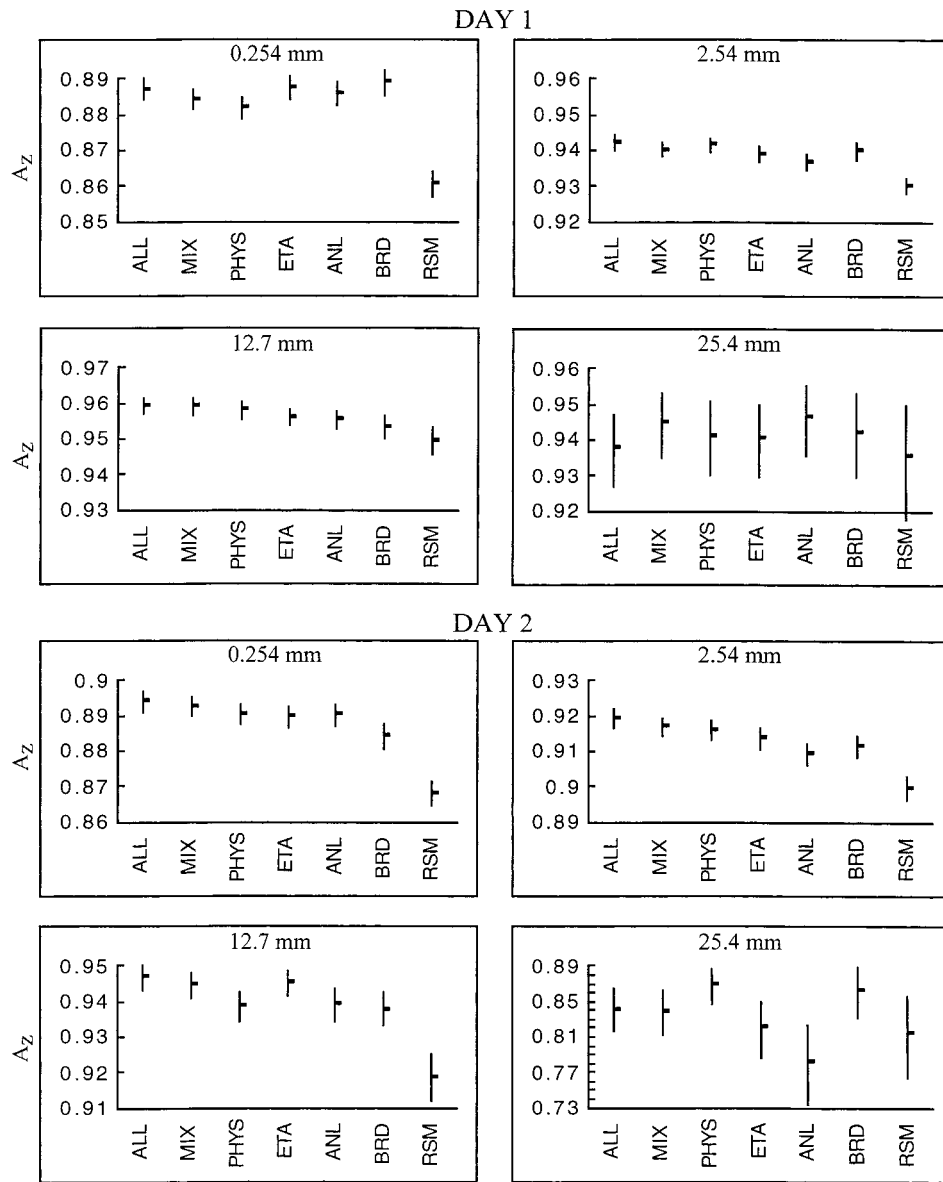 DAY 1
0.254 mm
0.89
0.88
0.87
0.86
0.85
Az
ALL MIX PHYS ETA ANL BRD RSM
2.54 mm
0.96
0.95
0.94
0.93
0.92
ALL MIX PHYS ETA ANL BRD RSM
12.7 mm
0.97
0.96
0.95
0.94
0.93
Az
ALL MIX PHYS ETA ANL BRD RSM
25.4 mm
0.96
0.95
0.94
0.93
0.92
ALL MIX PHYS ETA ANL BRD RSM
DAY 2
0.254 mm
0.9
0.89
0.88
0.87
0.86
Az
ALL MIX PHYS ETA ANL BRD RSM
2.54 mm
0.93
0.92
0.91
0.9
0.89
ALL MIX PHYS ETA ANL BRD RSM
12.7 mm
0.95
0.94
0.93
0.92
0.91
Az
ALL MIX PHYS ETA ANL BRD RSM
25.4 mm
0.89
0.85
0.81
0.77
0.73
ALL MIX PHYS ETA ANL BRD RSM